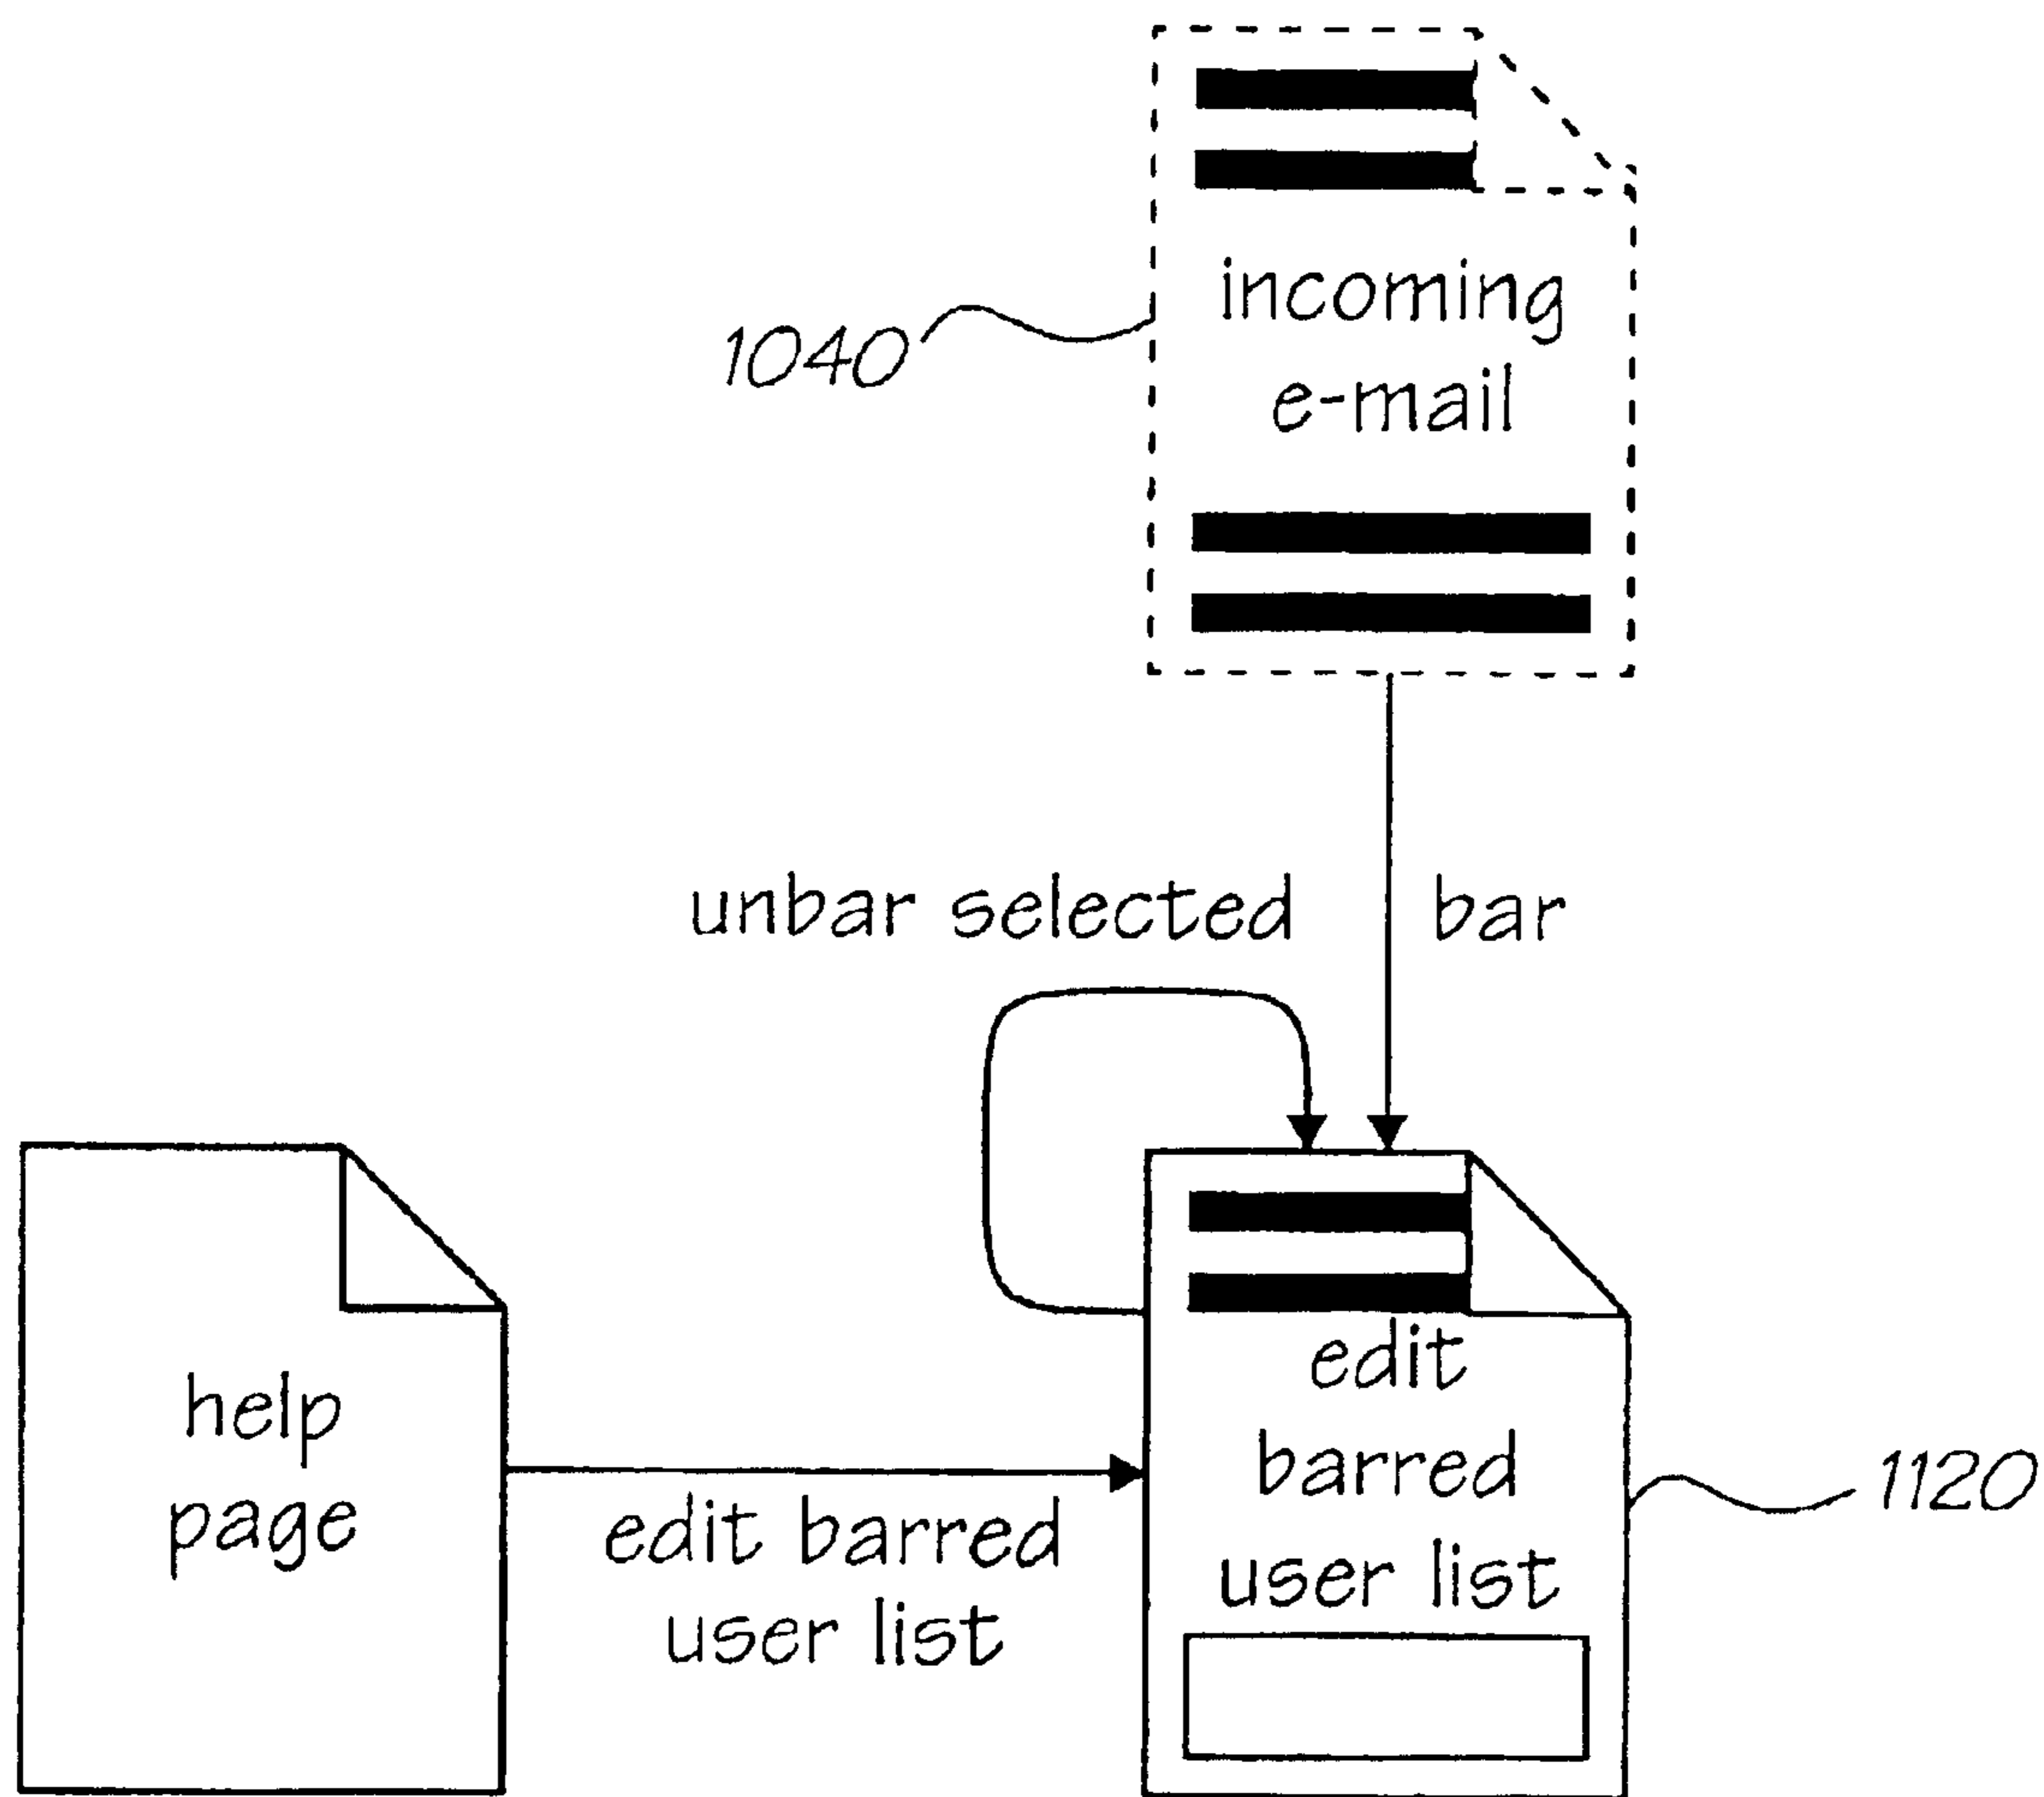 incoming
e-mail
1040
unbar selected
bar
help
page
edit barred
user list
edit
barred
user list
1120